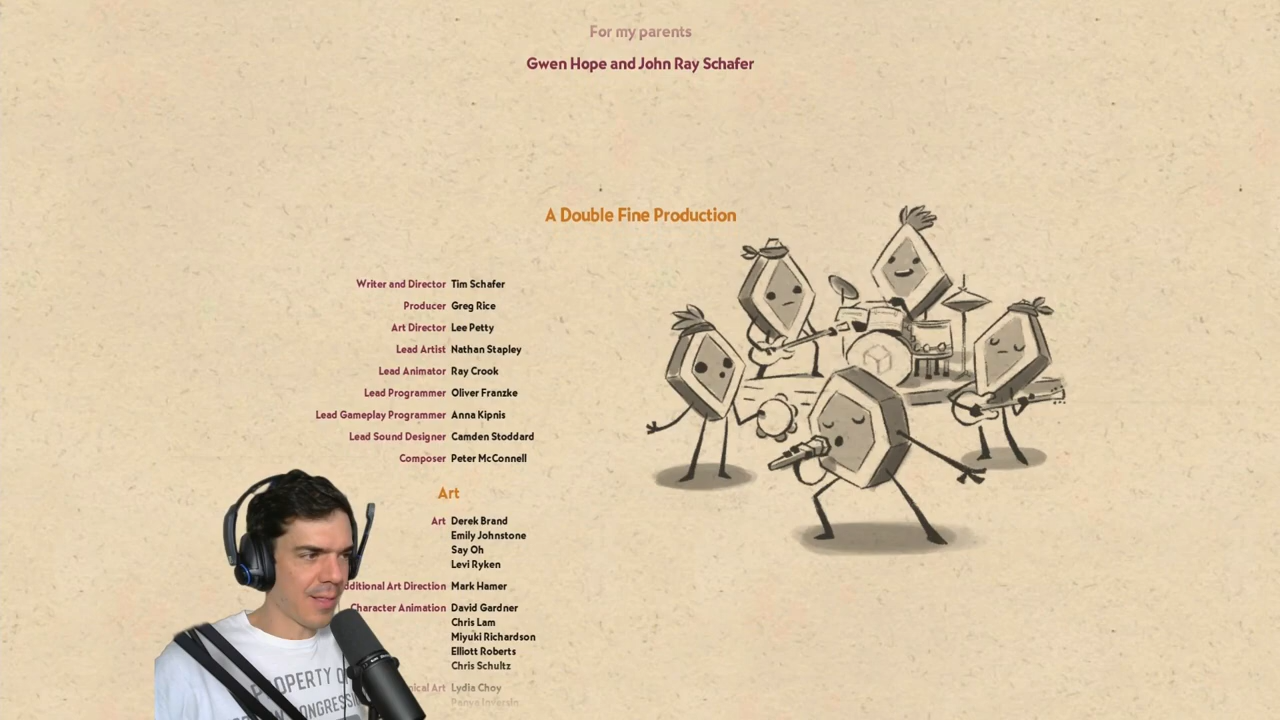 For my parents
Gwen Hope and John Ray Schafer
A Double Fine Production
Writer and Director Tim Schafer
Producer Greg Rice
Art Director Lee Petty
Lead Artist Nathan Stapley
Lead Animator Ray Crook
Lead Programmer Oliver Franzke
Lead Gameplay Programmer Anna Kipnis
Lead Sound Designer Camden Stoddard
Composer Peter McConnell
Art
Art Derek Brand
Emily Johnstone
Say Oh
Levi Ryken
Art Direction Mark Hamer
Character Animation David Gardner
Chris Lam
Miyuki Richardson
Elliott Roberts
Chris Schultz
Art Lydia Choy
PROPERTY O
CONGRESSI